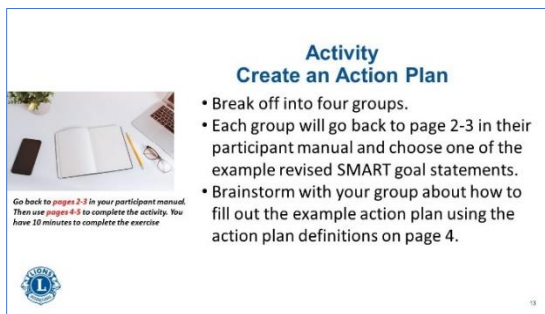 Activity
Create an Action Plan
• Break off into four groups.
• Each group will go back to page 2-3 in their
participant manual and choose one of the
example revised SMART goal statements.
• Brainstorm with your group about how to
fill out the example action plan using the
action plan definitions on page 4.
Go back to pages 2-3 in your participant manual.
Then use pages 4-5 to complete the activity. You
have 10 minutes to complete the exercise
LIONS
L
INTERNATIONAL
13